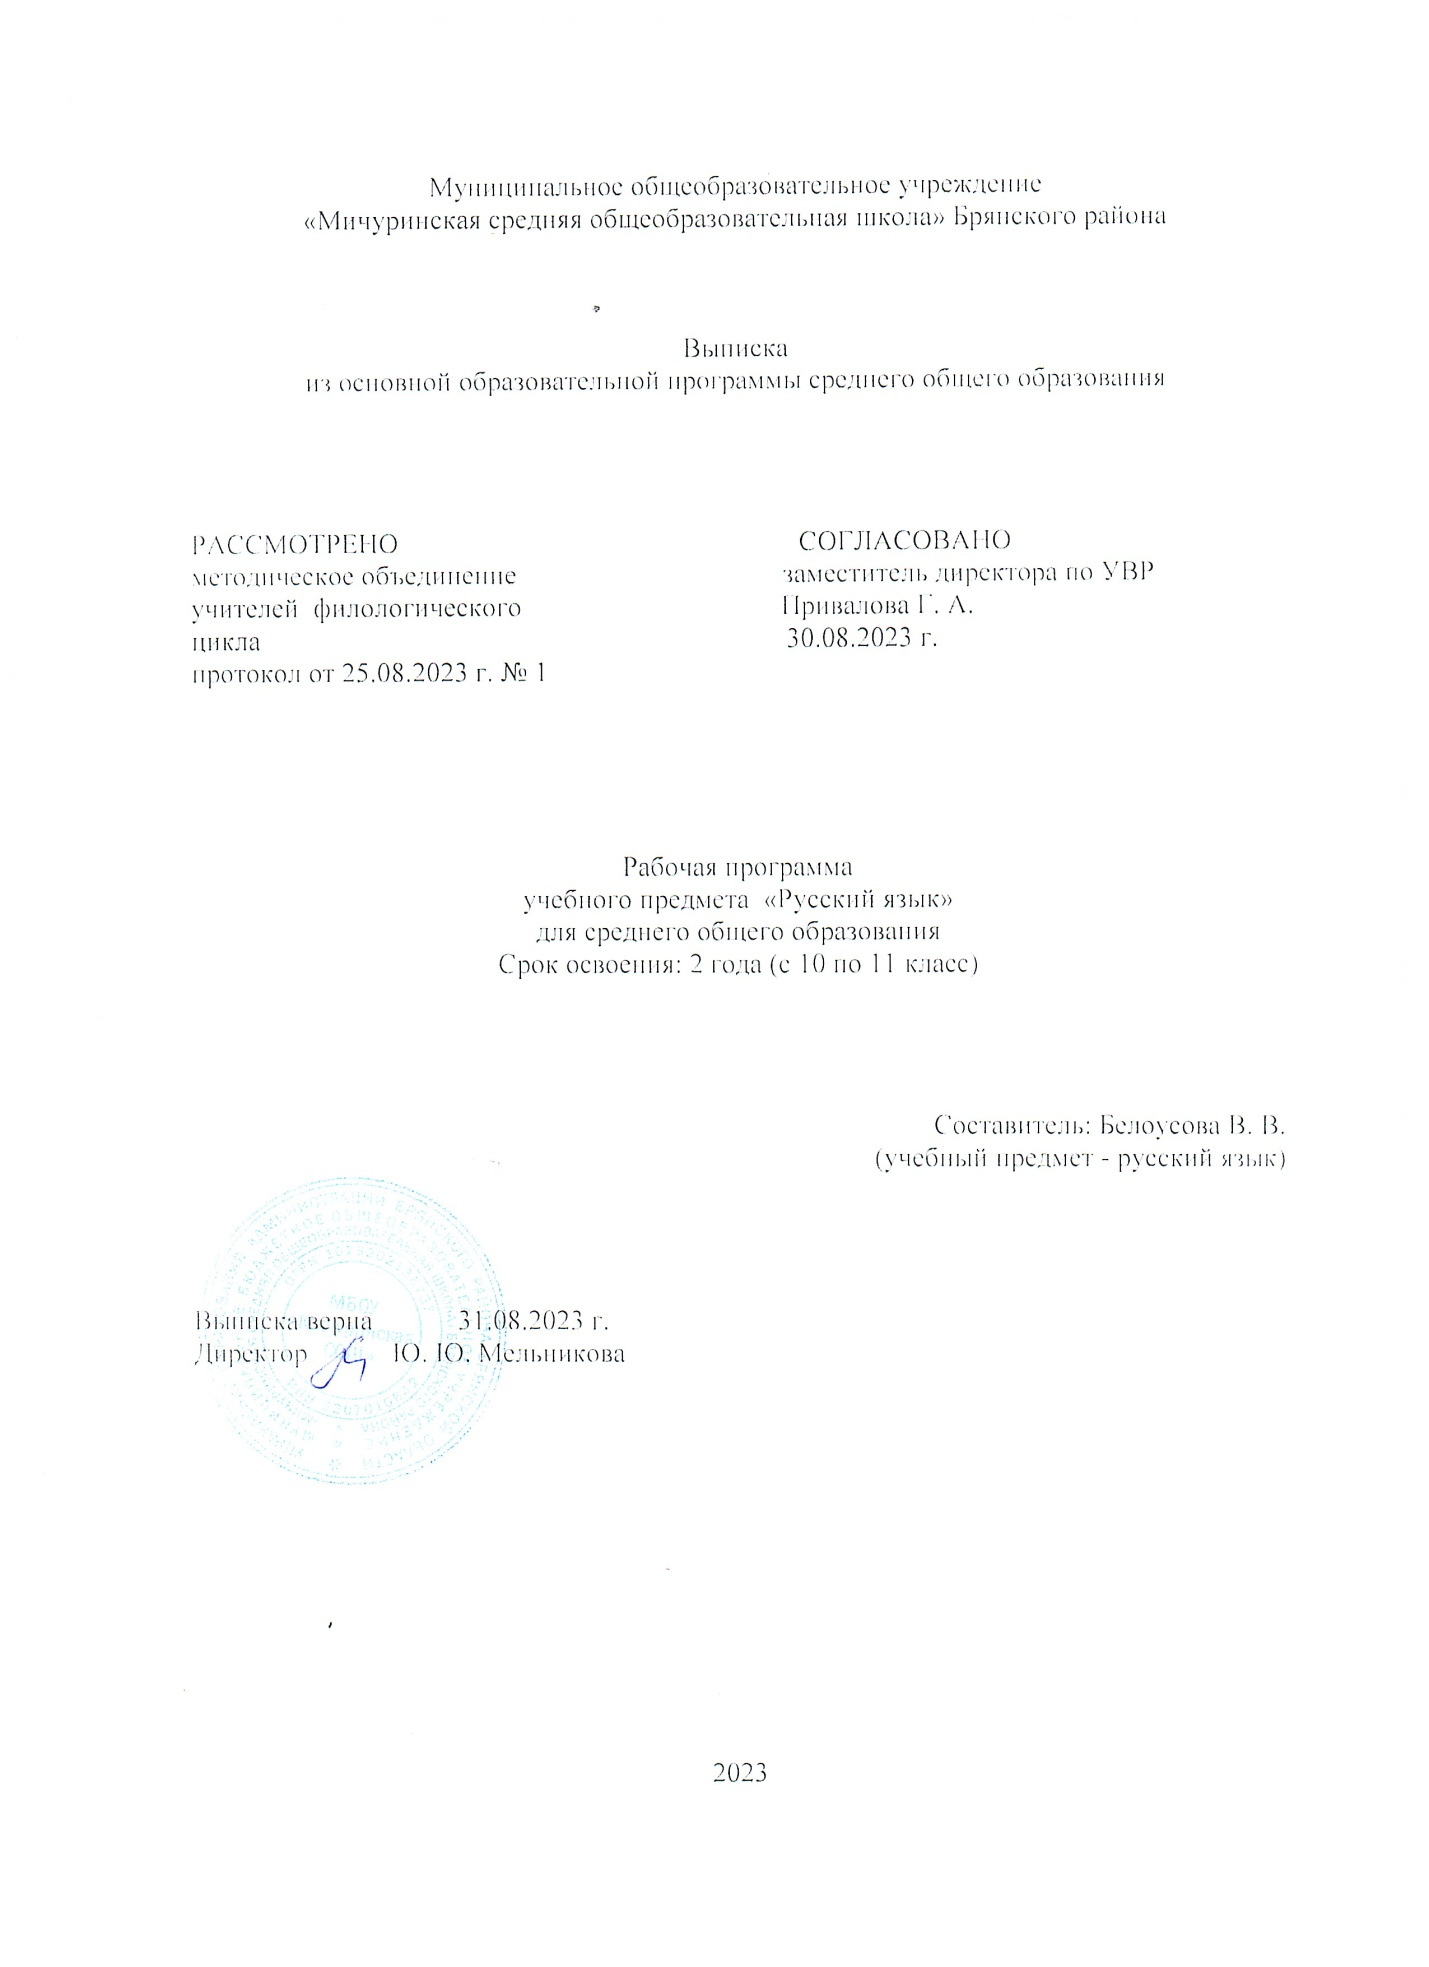 Муниципальное общеобразовательное учреждение
«Мичуринская средняя общеобразовательная школа» Брянского района
Выписка
из основной образовательной программы среднего общего образования
РАССМОТРЕНО
методическое объединение
учителей филологического
цикла
протокол от 25.08.2023 г. № 1
СОГЛАСОВАНО
заместитель директора по УВР
Привалова Г. А.
30.08.2023 г.
Рабочая программа
учебного предмета «Русский язык»
для среднего общего образования
Срок освоения: 2 года (с 10 по 11 класс)
Составитель: Белоусова В. В.
(учебный предмет - русский язык)
Выписка верна 31.08.2023 г.
Директор Ю. Ю. Мельникова
МБОУ
2023